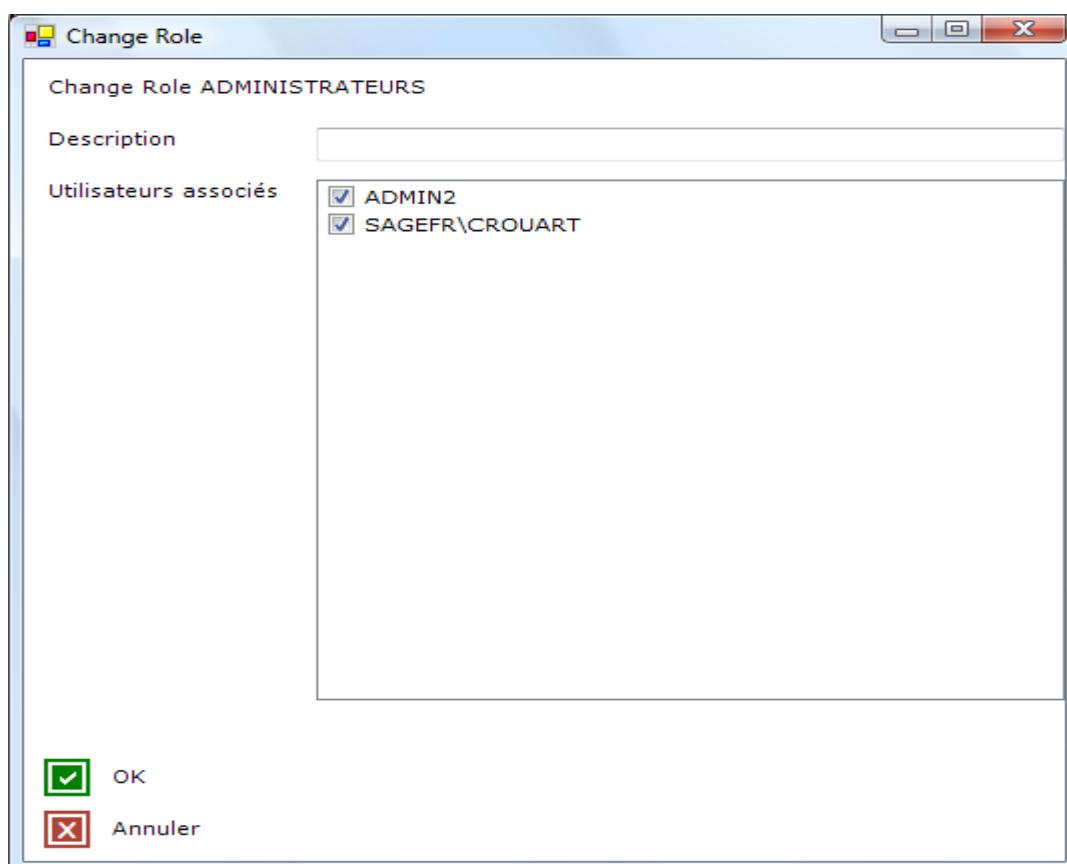 Change Role
Change Role ADMINISTRATEURS
Description
Utilisateurs associés
ADMIN2
SAGEFR\CROUART
OK
Annuler